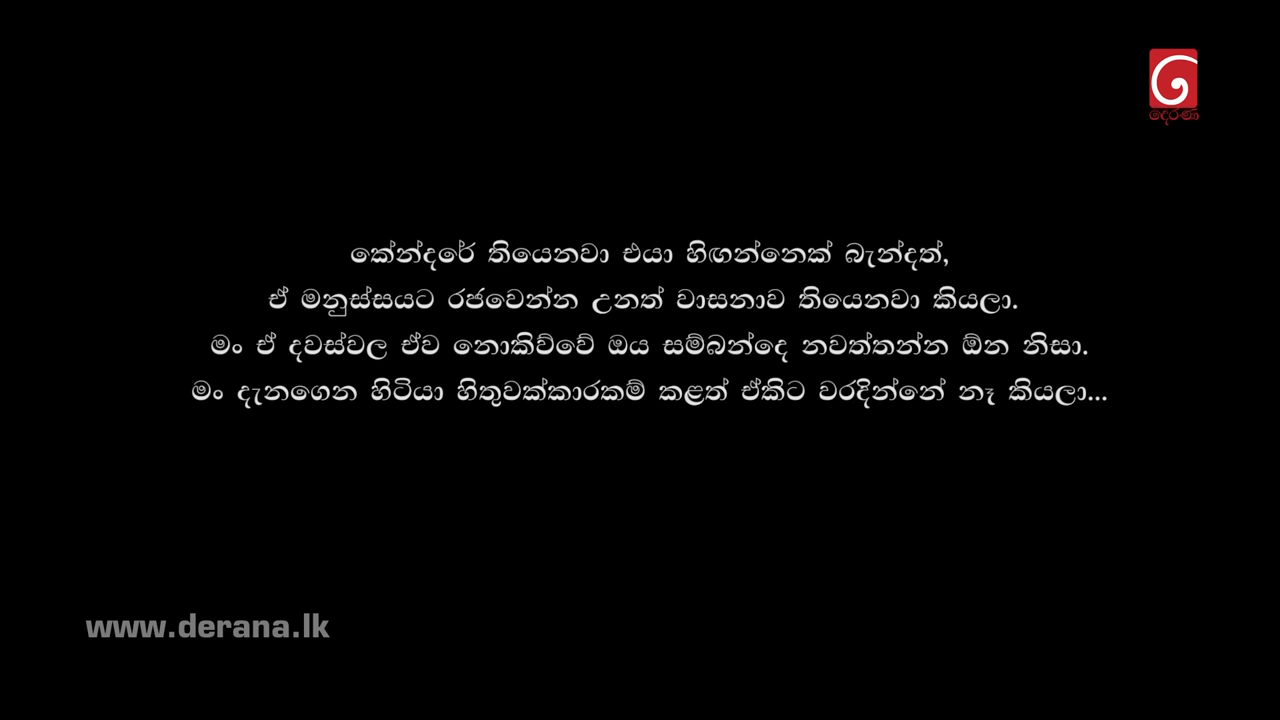 දෙරණ
කේන්දරේ තියෙනවා එයා හිඟන්නෙක් බැන්දත්,
ඒ මනුස්සයට රජවෙන්න උනත් වාසනාව තියෙනවා කියලා.
මං ඒ දවස්වල ඒව නොකිව්වේ ඔය සම්බන්දෙ නවත්තන්න ඕන නිසා.
මං දැනගෙන හිටියා හිතුවක්කාරකම් කළත් ඒකිට වරදින්නේ නෑ කියලා...
www.derana.lk